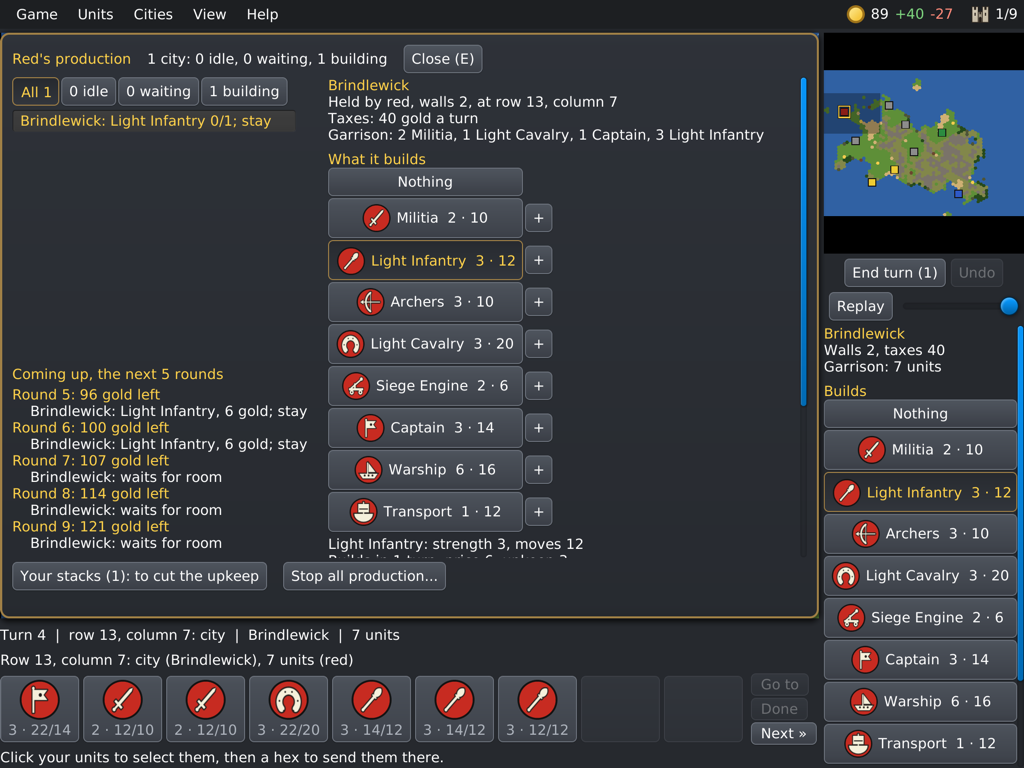 Game Units Cities View Help 89 +40 -27 1/9
Red's production 1 city: 0 idle, 0 waiting, 1 building Close (E)
All 1 0 idle 0 waiting 1 building
Brindlewick: Light Infantry 0/1; stay
Coming up, the next 5 rounds
Round 5: 96 gold left
Brindlewick: Light Infantry, 6 gold; stay
Round 6: 100 gold left
Brindlewick: Light Infantry, 6 gold; stay
Round 7: 107 gold left
Brindlewick: waits for room
Round 8: 114 gold left
Brindlewick: waits for room
Round 9: 121 gold left
Brindlewick: waits for room
Brindlewick
Held by red, walls 2, at row 13, column 7
Taxes: 40 gold a turn
Garrison: 2 Militia, 1 Light Cavalry, 1 Captain, 3 Light Infantry
What it builds
Nothing
Militia 2 · 10 +
Light Infantry 3 · 12 +
Archers 3 · 10 +
Light Cavalry 3 · 20 +
Siege Engine 2 · 6 +
Captain 3 · 14 +
Warship 6 · 16 +
Transport 1 · 12 +
Light Infantry: strength 3, moves 12
Your stacks (1): to cut the upkeep Stop all production...
End turn (1) Undo
Replay
Brindlewick
Walls 2, taxes 40
Garrison: 7 units
Builds
Nothing
Militia 2 · 10
Light Infantry 3 · 12
Archers 3 · 10
Light Cavalry 3 · 20
Siege Engine 2 · 6
Captain 3 · 14
Warship 6 · 16
Transport 1 · 12
Turn 4 | row 13, column 7: city | Brindlewick | 7 units
Row 13, column 7: city (Brindlewick), 7 units (red)
3 · 22/14 2 · 12/10 2 · 12/10 3 · 22/20 3 · 14/12 3 · 14/12 3 · 12/12
Go to
Done
Next »
Click your units to select them, then a hex to send them there.